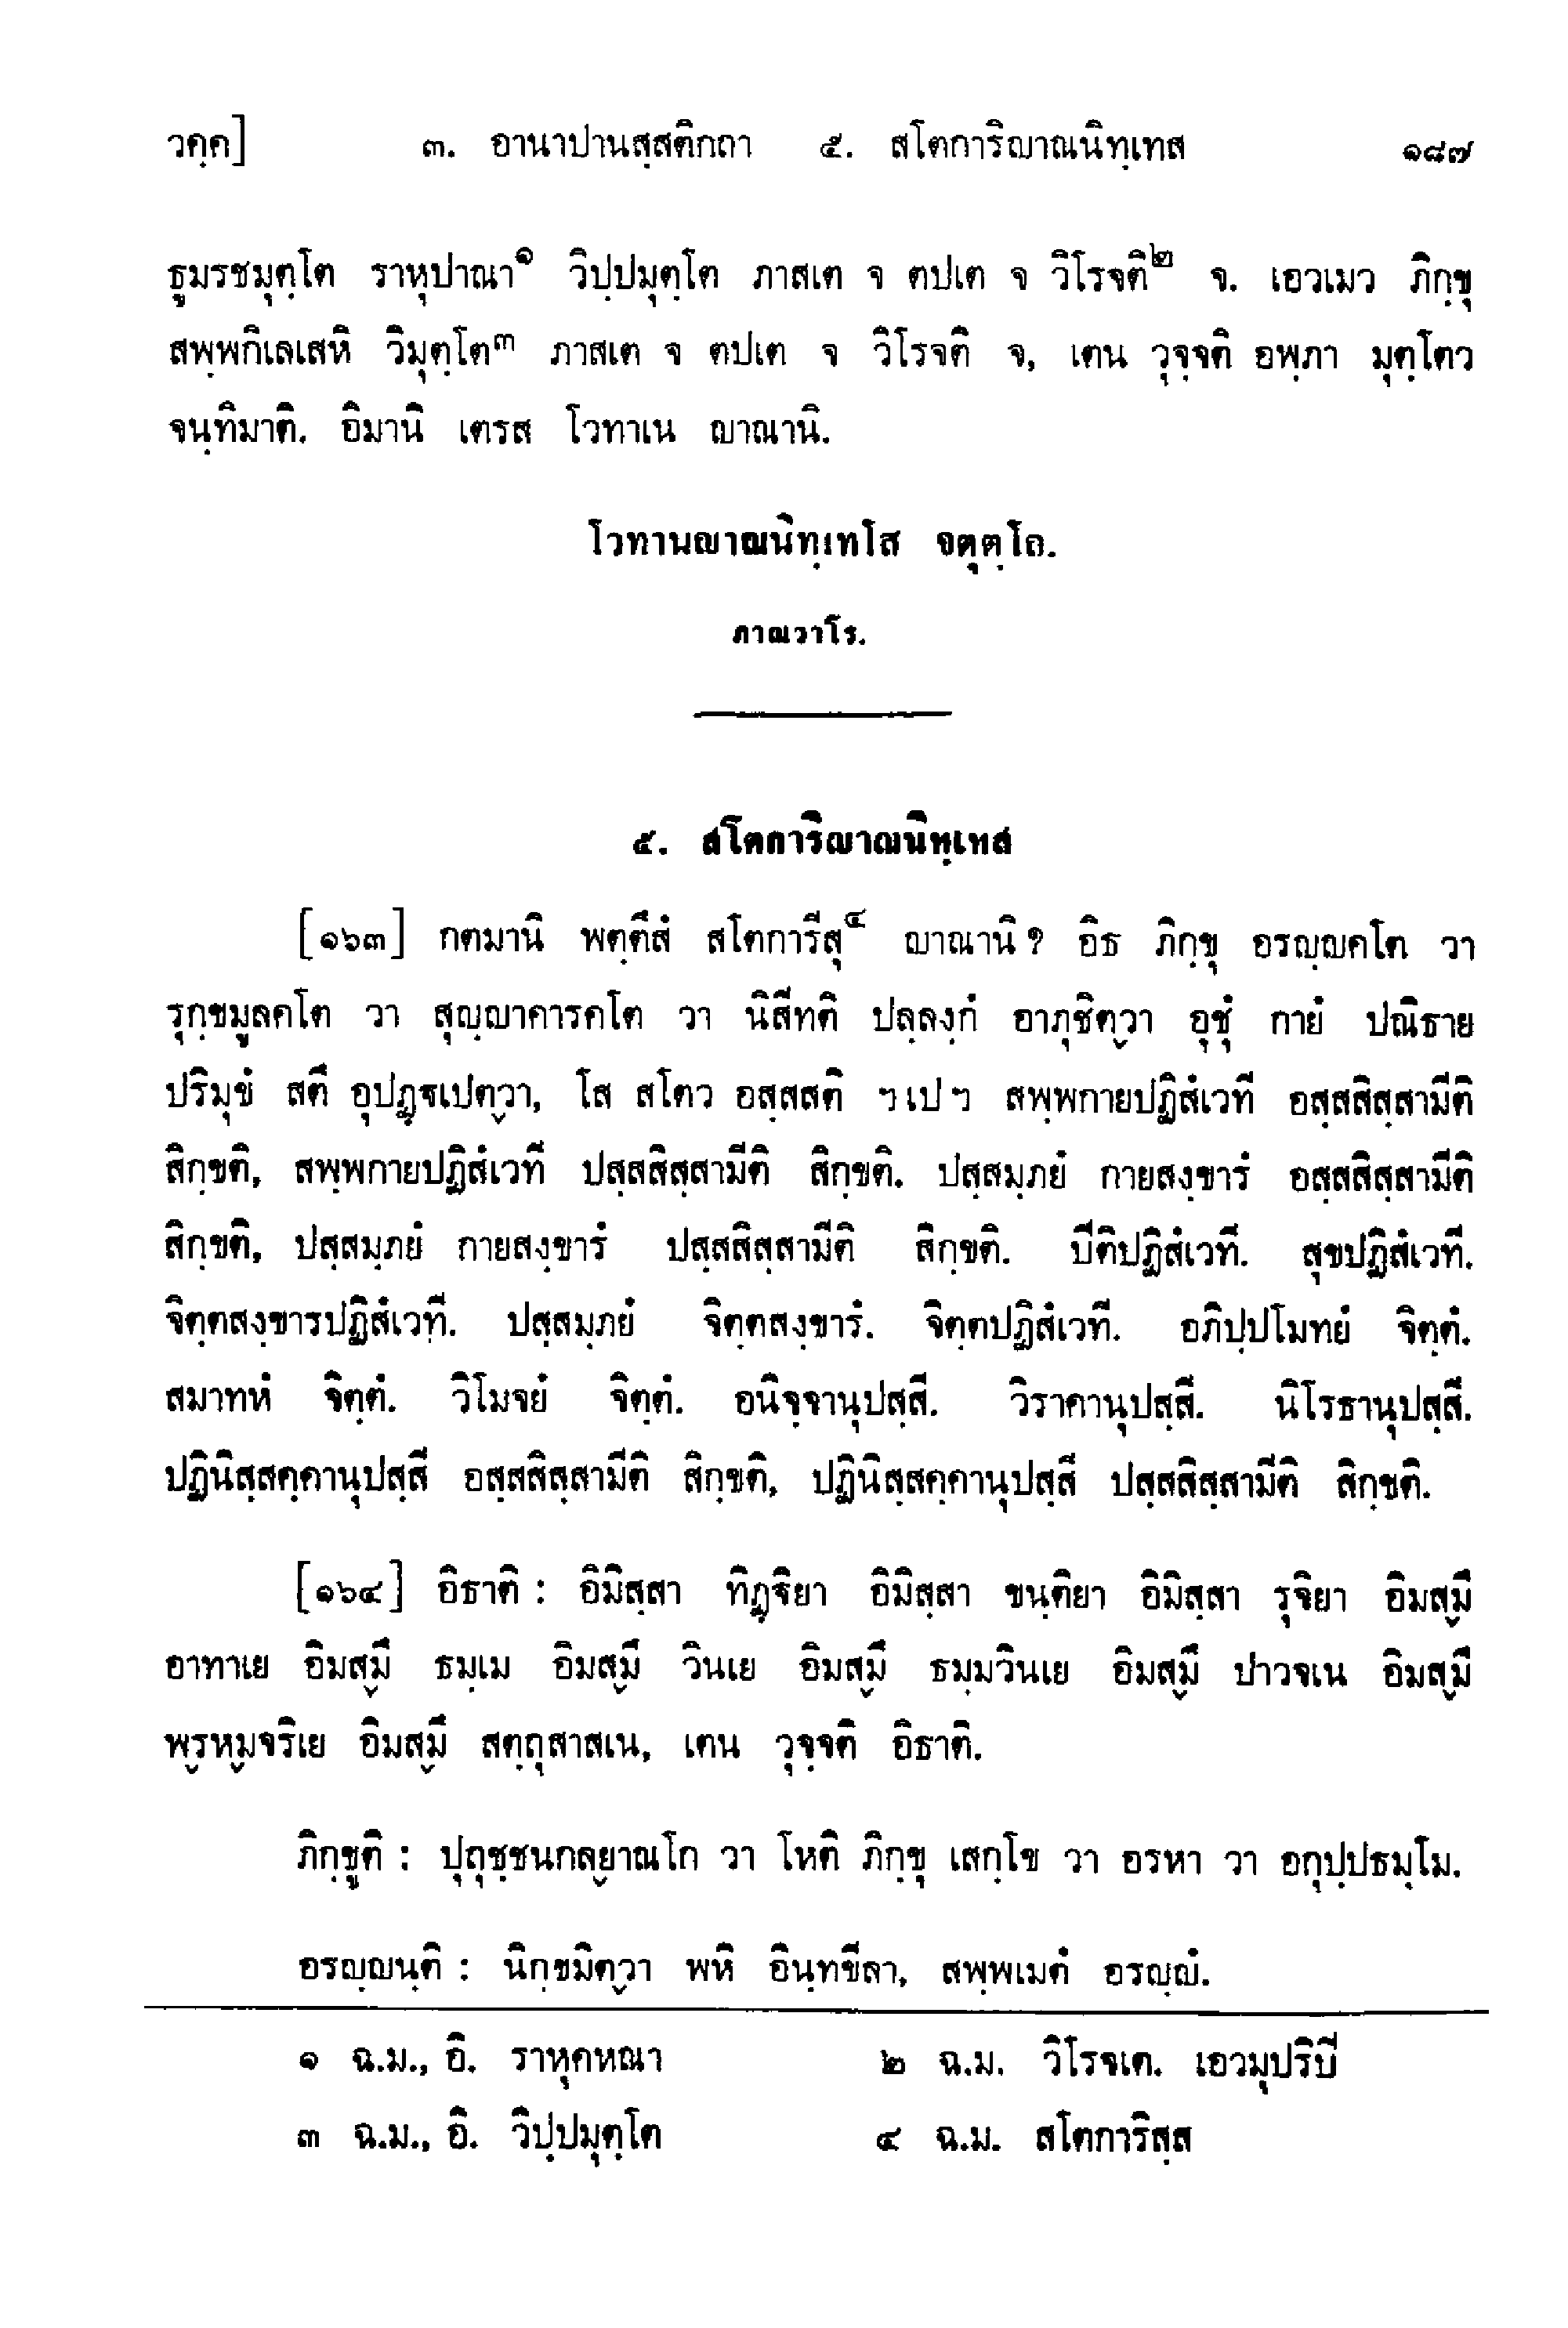 วคฺค] ๓. อานาปานสฺสติกถา ๕. สโตการิญาณนิทฺเทส ๑๘๗
ธูมรชมุตฺโต ราหุปาณา๑ วิปฺปมุตฺโต ภาสเต จ ตปเต จ วิโรจติ๒ จ. เอวเมว ภิกฺขุ
สพฺพกิเลเสหิ วิมุตฺโต๓ ภาสเต จ ตปเต จ วิโรจติ จ, เตน วุจฺจติ อพฺภา มุตฺโตว
จนฺทิมาติ. อิมานิ เตรส โวทาเน ญาณานิ.
โวทานญาณนิทฺเทโส จตุตฺโถ.
ภาณวาโร.
๕. สโตการิญาณนิทฺเทส
[๑๖๓] กตมานิ พตฺตึส สโตการีสุ๔ ญาณานิ ? อิธ ภิกฺขุ อรญฺญคโต วา
รุกฺขมูลคโต วา สุญฺญาคารคโต วา นิสีทติ ปลฺลงฺกํ อาภุชิตฺวา อุชุํ กายํ ปณิธาย
ปริมุขํ สตึ อุปฏฺฐเปตฺวา, โส สโตว อสฺสสติ ฯเปฯ สพฺพกายปฏิสํเวที อสฺสสิสฺสามีติ
สิกฺขติ, สพฺพกายปฏิสํเวที ปสฺสสิสฺสามีติ สิกฺขติ. ปสฺสมฺภยํ กายสงฺขารํ อสฺสสิสฺสามีติ
สิกฺขติ, ปสฺสมฺภยํ กายสงฺขารํ ปสฺสสิสฺสามีติ สิกฺขติ. ปีติปฏิสํเวที. สุขปฏิสํเวที.
จิตฺตสงฺขารปฏิสํเวที. ปสฺสมฺภยํ จิตฺตสงฺขารํ. จิตฺตปฏิสํเวที. อภิปฺปโมทยํ จิตฺตํ.
สมาทหํ จิตฺตํ. วิโมจยํ จิตฺตํ. อนิจฺจานุปสฺสี. วิราคานุปสฺสี. นิโรธานุปสฺสี.
ปฏินิสฺสคฺคานุปสฺสี อสฺสสิสฺสามีติ สิกฺขติ, ปฏินิสฺสคฺคานุปสฺสี ปสฺสสิสฺสามีติ สิกฺขติ.
[๑๖๔] อิธาติ : อิมิสฺสา ทิฏฺฐิยา อิมิสฺสา ขนฺติยา อิมิสฺสา รุจิยา อิมสฺมึ
อาทาเย อิมสฺมึ ธมฺเม อิมสฺมึ วินเย อิมสฺมึ ธมฺมวินเย อิมสฺมึ ปาวจเน อิมสฺมึ
พฺรหฺมจริเย อิมสฺมึ สตฺถุสาสเน, เตน วุจฺจติ อิธาติ.
ภิกฺขูติ : ปุถุชฺชนกลฺยาณโก วา โหติ ภิกฺขุ เสกฺโข วา อรหา วา อกุปฺปธมฺโม.
อรญฺญนฺติ : นิกฺขมิตฺวา พหิ อินฺทขีลา, สพฺพเมตํ อรญฺญํ.
๑ ฉ.ม., อิ. ราหุคหณา ๒ ฉ.ม. วิโรจเต. เอวมุปริปิ
๓ ฉ.ม., อิ. วิปฺปมุตฺโต ๔ ฉ.ม. สโตการิสฺส